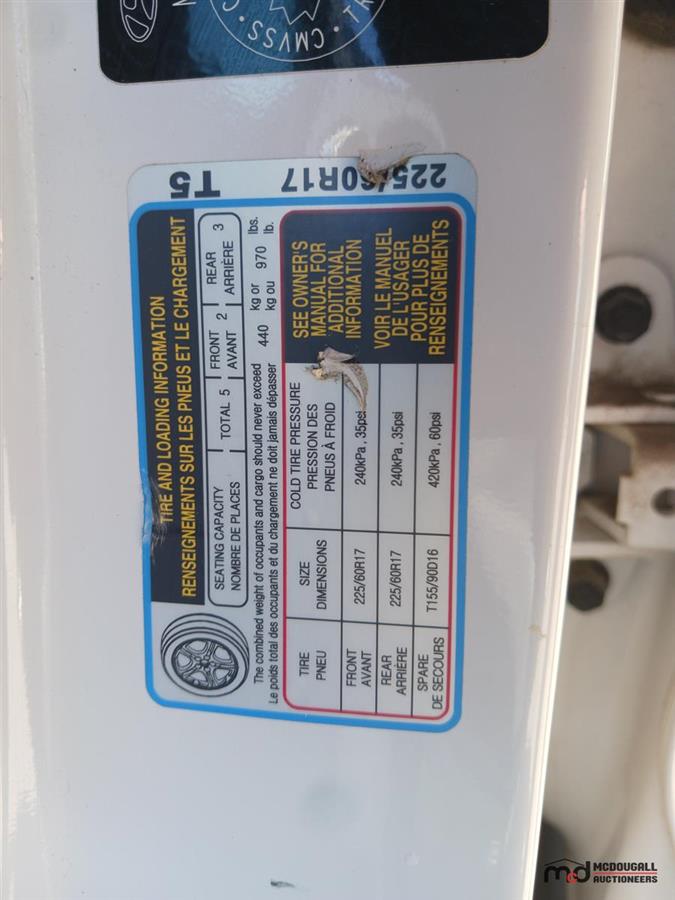 CMVSS
T5
225/60R17
TIRE AND LOADING INFORMATION
RENSEIGNEMENTS SUR LES PNEUS ET LE CHARGEMENT
SEATING CAPACITY
NOMBRE DE PLACES
TOTAL 5
FRONT 2
AVANT
REAR 3
ARRIÈRE
The combined weight of occupants and cargo should never exceed 440 kg or 970 lbs.
Le poids total des occupants et du chargement ne doit jamais dépasser kg ou lb.
TIRE
PNEU
SIZE
DIMENSIONS
COLD TIRE PRESSURE
PRESSION DES
PNEUS À FROID
FRONT
AVANT
225/60R17
240kPa , 35psi
REAR
ARRIÈRE
225/60R17
240kPa , 35psi
SPARE
DE SECOURS
T155/90D16
420kPa , 60psi
SEE OWNER'S
MANUAL FOR
ADDITIONAL
INFORMATION
VOIR LE MANUEL
DE L'USAGER
POUR PLUS DE
RENSEIGNEMENTS
mcd
MCDOUGALL
AUCTIONEERS